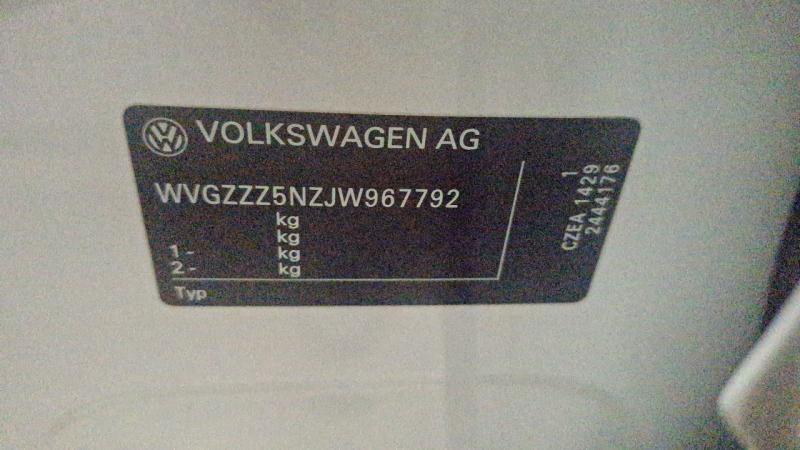 VOLKSWAGEN AG
WVGZZZ5NZJW967792
kg
kg
1 - kg
2 - kg
Typ
1
CZEA 1429
2444176